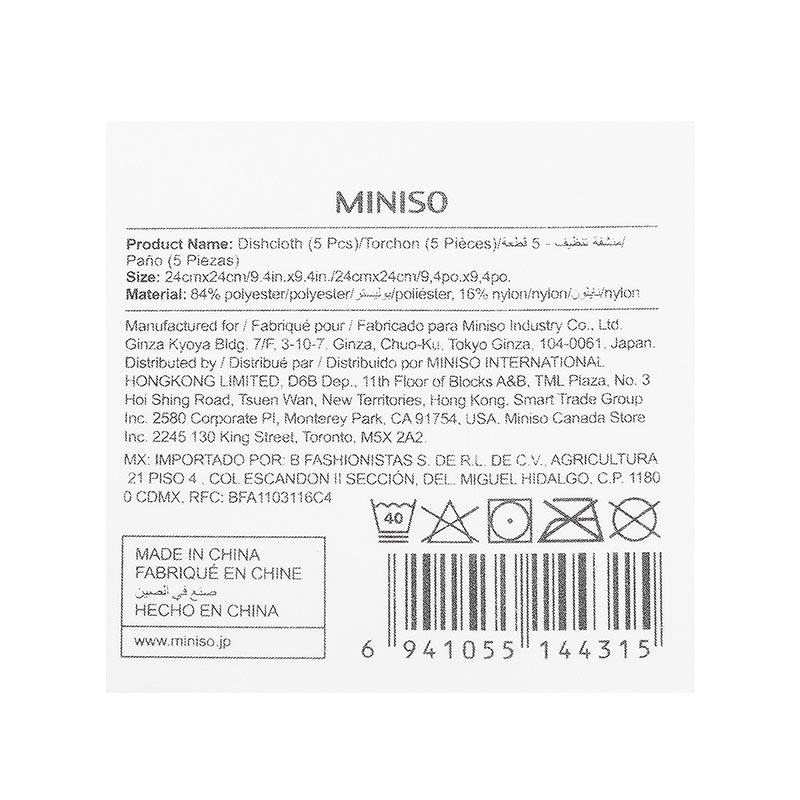 MINISO
Product Name: Dishcloth (5 Pcs)/Torchon (5 Pièces)/منشفة تنظيف - 5 قطعة/
Paño (5 Piezas)
Size: 24cmx24cm/9.4in.x9.4in./24cmx24cm/9,4po.x9,4po.
Material: 84% polyester/polyester/بوليستر/poliéster, 16% nylon/nylon/نايلون/nylon
Manufactured for / Fabriqué pour / Fabricado para Miniso Industry Co., Ltd.
Ginza Kyoya Bldg. 7/F, 3-10-7, Ginza, Chuo-Ku, Tokyo Ginza, 104-0061, Japan.
Distributed by / Distribué par / Distribuido por MINISO INTERNATIONAL
HONGKONG LIMITED, D6B Dep., 11th Floor of Blocks A&B, TML Plaza, No. 3
Hoi Shing Road, Tsuen Wan, New Territories, Hong Kong. Smart Trade Group
Inc. 2580 Corporate Pl, Monterey Park, CA 91754, USA. Miniso Canada Store
Inc. 2245 130 King Street, Toronto, M5X 2A2.
MX: IMPORTADO POR: B FASHIONISTAS S. DE R.L. DE C.V., AGRICULTURA
21 PISO 4 , COL ESCANDON II SECCIÓN, DEL. MIGUEL HIDALGO, C.P. 1180
0 CDMX, RFC: BFA1103116C4
40
MADE IN CHINA
FABRIQUÉ EN CHINE
صنع في الصين
HECHO EN CHINA
www.miniso.jp
6 941055 144315